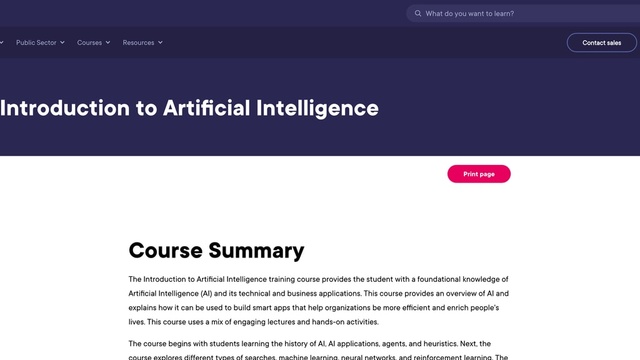 What do you want to learn?
Public Sector Courses Resources Contact sales
Introduction to Artificial Intelligence
Print page
Course Summary
The Introduction to Artificial Intelligence training course provides the student with a foundational knowledge of
Artificial Intelligence (AI) and its technical and business applications. This course provides an overview of AI and
explains how it can be used to build smart apps that help organizations be more efficient and enrich people's
lives. This course uses a mix of engaging lectures and hands-on activities.
The course begins with students learning the history of AI, AI applications, agents, and heuristics. Next, the
course explores different types of searches, machine learning, neural networks, and reinforcement learning. The